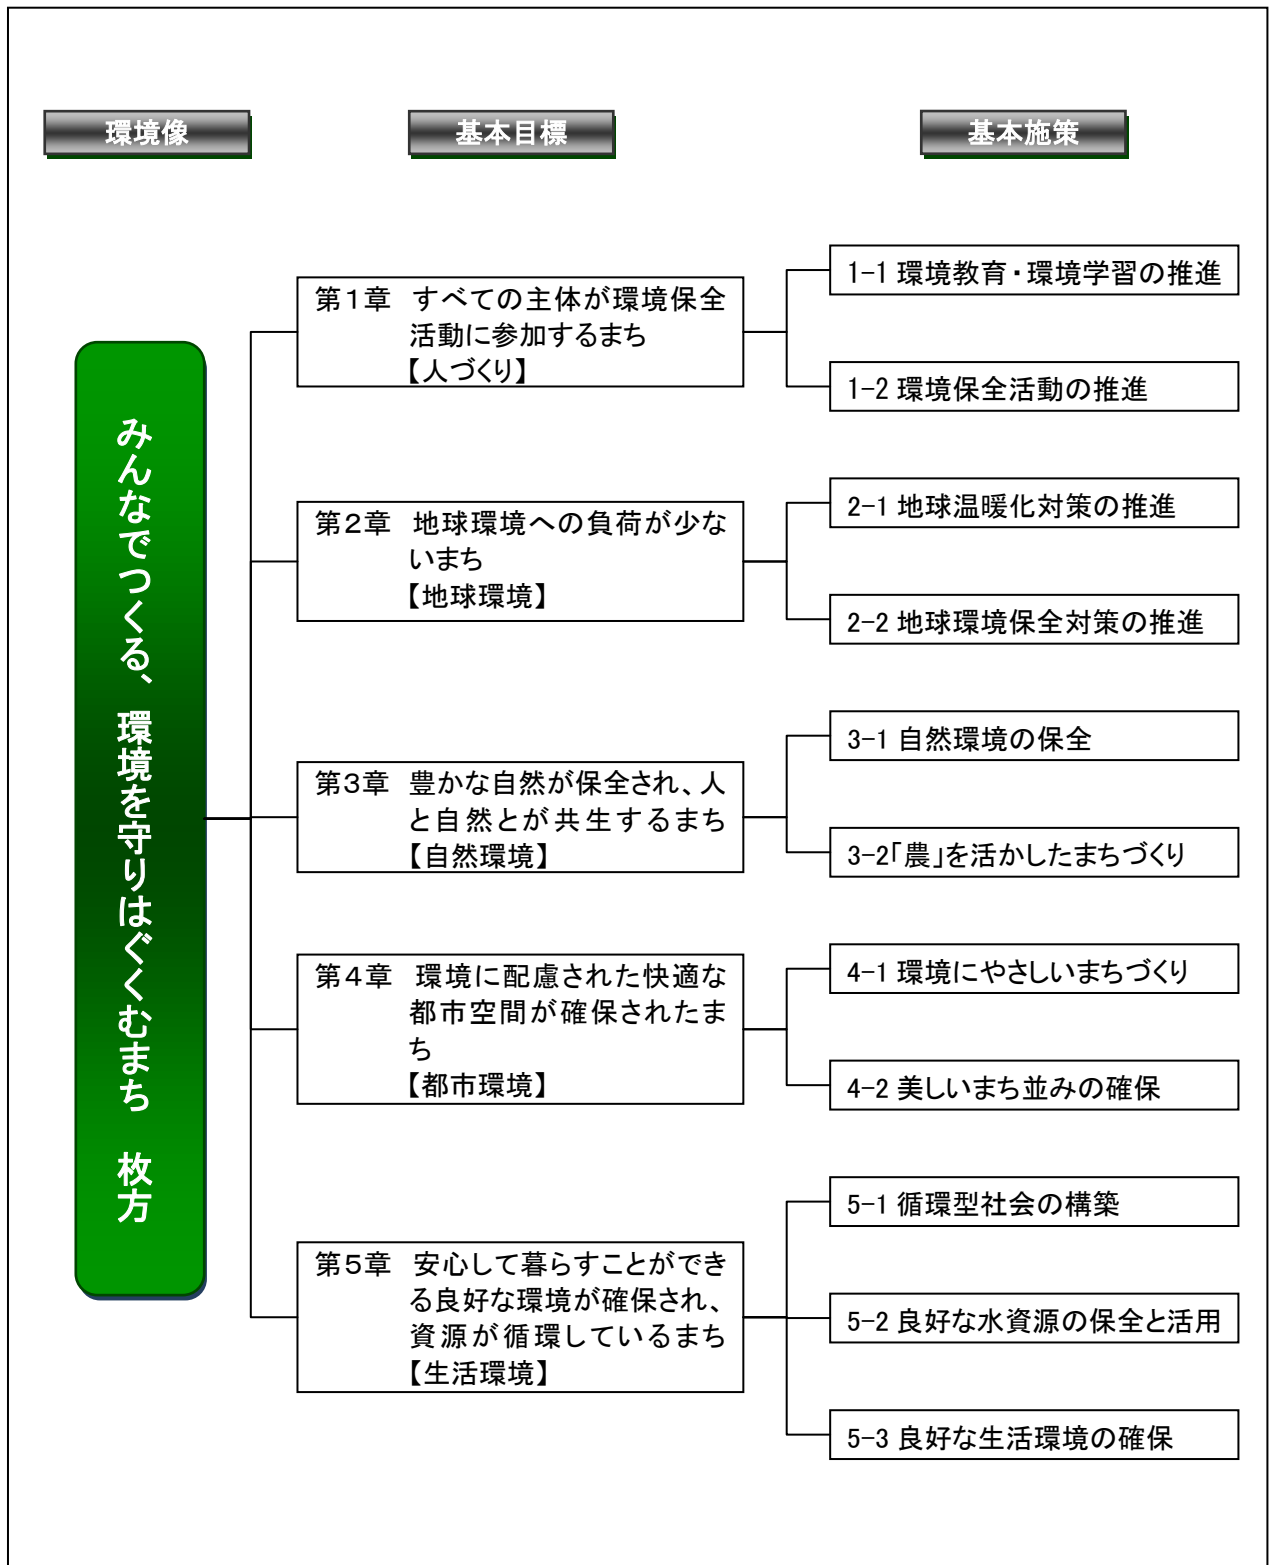 環境像
基本目標
基本施策
みんなでつくる、環境を守りはぐくむまち　枚方
第1章　すべての主体が環境保全
活動に参加するまち
【人づくり】
1-1 環境教育・環境学習の推進
1-2 環境保全活動の推進
第2章　地球環境への負荷が少な
いまち
【地球環境】
2-1 地球温暖化対策の推進
2-2 地球環境保全対策の推進
第3章　豊かな自然が保全され、人
と自然とが共生するまち
【自然環境】
3-1 自然環境の保全
3-2「農」を活かしたまちづくり
第4章　環境に配慮された快適な
都市空間が確保されたま
ち
【都市環境】
4-1 環境にやさしいまちづくり
4-2 美しいまち並みの確保
第5章　安心して暮らすことができ
る良好な環境が確保され、
資源が循環しているまち
【生活環境】
5-1 循環型社会の構築
5-2 良好な水資源の保全と活用
5-3 良好な生活環境の確保